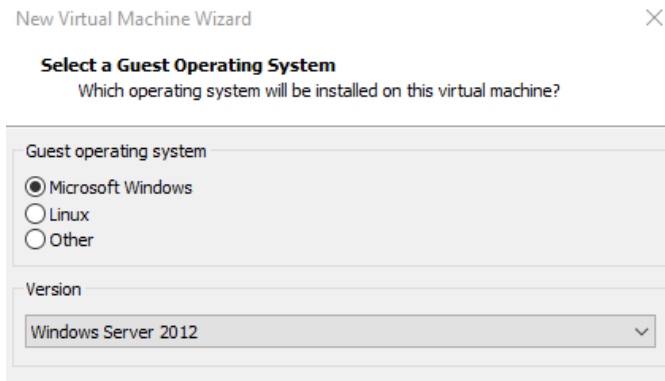 New Virtual Machine Wizard
Select a Guest Operating System
Which operating system will be installed on this virtual machine?
Guest operating system
Microsoft Windows
Linux
Other
Version
Windows Server 2012